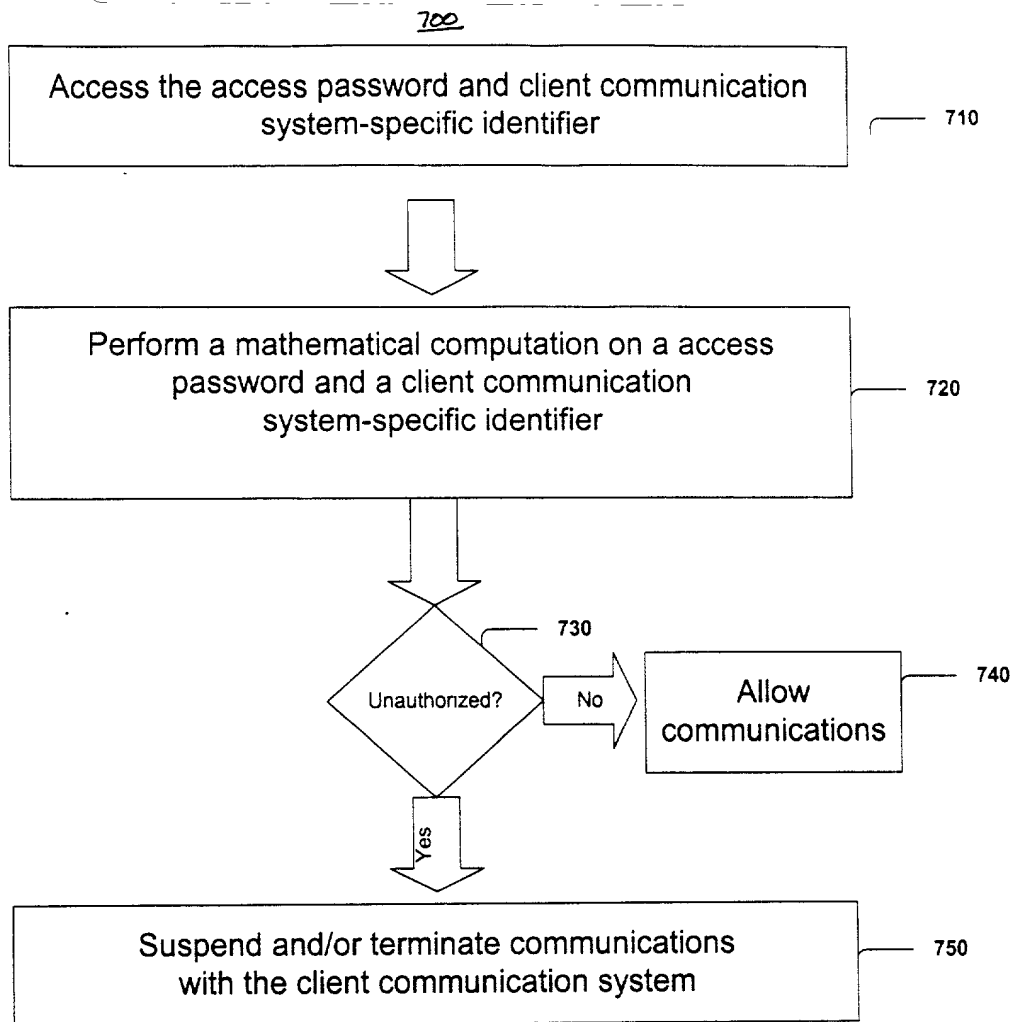 700
Access the access password and client communication
system-specific identifier
710
Perform a mathematical computation on a access
password and a client communication
system-specific identifier
720
730
Unauthorized?
No
Allow
communications
740
Yes
Suspend and/or terminate communications
with the client communication system
750